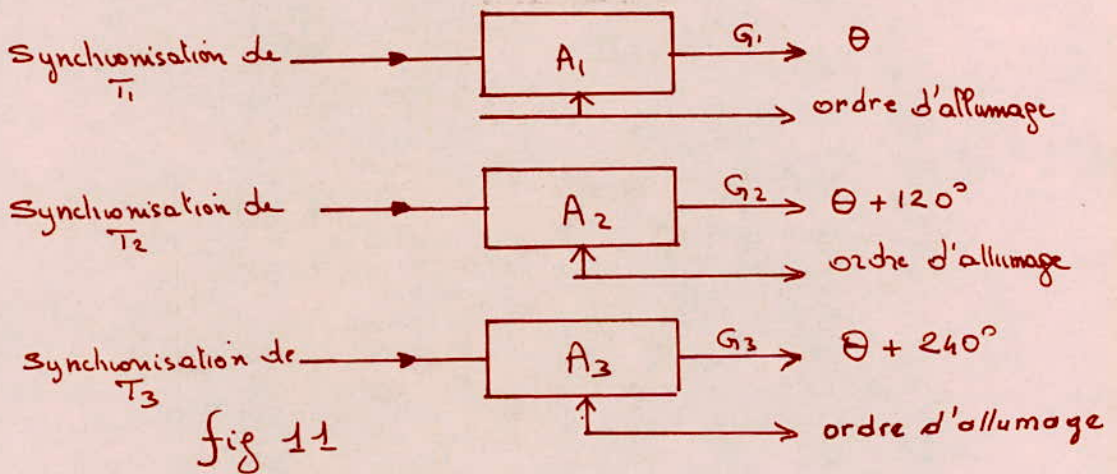 Synchronisation de
T1
A1
G1
θ
ordre d'allumage
Synchronisation de
T2
A2
G2
θ + 120°
ordre d'allumage
Synchronisation de
T3
A3
G3
θ + 240°
ordre d'allumage
fig 11